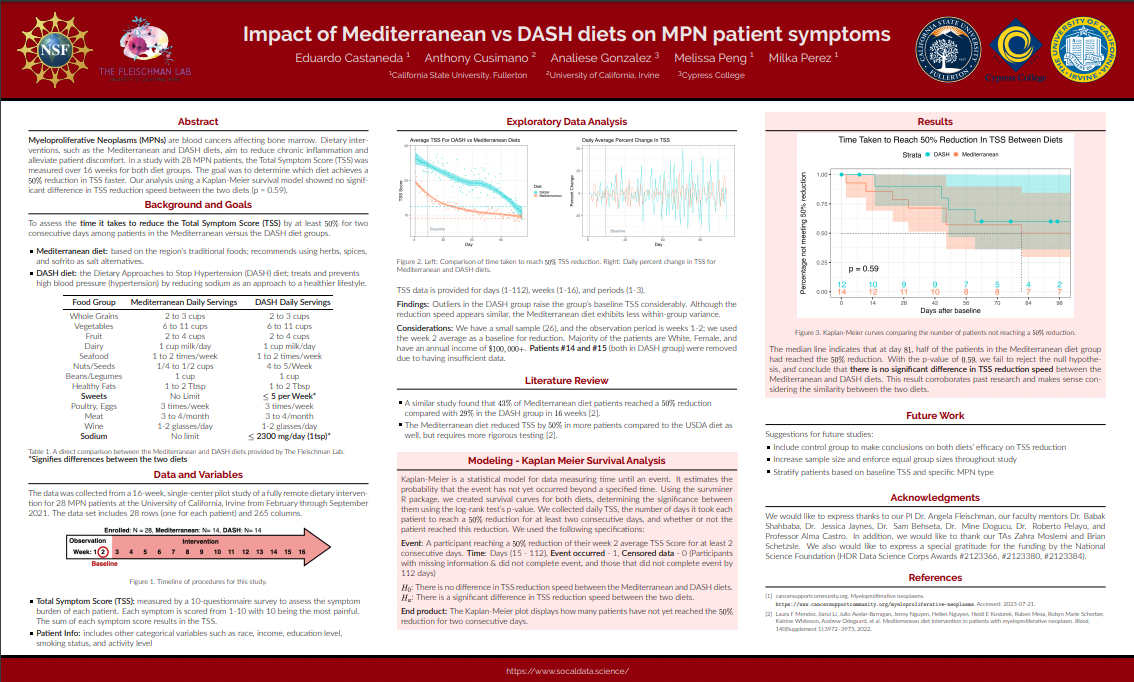 NSF
THE FLEISCHMAN LAB
Impact of Mediterranean vs DASH diets on MPN patient symptoms
Eduardo Castaneda 1 Anthony Cusimano 2 Analiese Gonzalez 3 Melissa Peng 1 Milka Perez 1
1California State University, Fullerton 2University of California, Irvine 3Cypress College
Abstract
Myeloproliferative Neoplasms (MPNs) are blood cancers affecting bone marrow. Dietary inter-
ventions, such as the Mediterranean and DASH diets, aim to reduce chronic inflammation and
alleviate patient discomfort. In a study with 28 MPN patients, the Total Symptom Score (TSS) was
measured over 16 weeks for both diet groups. The goal was to determine which diet achieves a
50% reduction in TSS faster. Our analysis using a Kaplan-Meier survival model showed no signif-
icant difference in TSS reduction speed between the two diets (p = 0.59).
Background and Goals
To assess the time it takes to reduce the Total Symptom Score (TSS) by at least 50% for two
consecutive days among patients in the Mediterranean versus the DASH diet groups.
Mediterranean diet: based on the region's traditional foods; recommends using herbs, spices,
and sofrito as salt alternatives.
DASH diet: the Dietary Approaches to Stop Hypertension (DASH) diet; treats and prevents
high blood pressure (hypertension) by reducing sodium as an approach to a healthier lifestyle.
Food Group Mediterranean Daily Servings DASH Daily Servings
Whole Grains 2 to 3 cups 2 to 3 cups
Vegetables 6 to 11 cups 6 to 11 cups
Fruit 2 to 4 cups 2 to 4 cups
Dairy 1 cup milk/day 1 cup milk/day
Seafood 1 to 2 times/week 1 to 2 times/week
Nuts/Seeds 1/4 to 1/2 cups 4 to 5/Week
Beans/Legumes 1 cup 1 cup
Healthy Fats 1 to 2 Tbsp 1 to 2 Tbsp
Sweets No Limit ≤ 5 per Week*
Poultry, Eggs 3 times/week 3 times/week
Meat 3 to 4/month 3 to 4/month
Wine 1-2 glasses/day 1-2 glasses/day
Sodium No limit ≤ 2300 mg/day (1tsp)*
Table 1. A direct comparison between the Mediterranean and DASH diets provided by The Fleischman Lab.
*Signifies differences between the two diets
Data and Variables
The data was collected from a 16-week, single-center pilot study of a fully remote dietary interven-
tion for 28 MPN patients at the University of California, Irvine from February through September
2021. The data set includes 28 rows (one for each patient) and 265 columns.
Enrolled: N = 28, Mediterranean: N= 14, DASH: N= 14
Observation Intervention
Week: 1 2 3 4 5 6 7 8 9 10 11 12 13 14 15 16
Baseline
Figure 1. Timeline of procedures for this study.
Total Symptom Score (TSS): measured by a 10-questionnaire survey to assess the symptom
burden of each patient. Each symptom is scored from 1-10 with 10 being the most painful.
The sum of each symptom results in the TSS.
Patient Info: includes other categorical variables such as race, income, education level,
smoking status, and activity level
Exploratory Data Analysis
Average TSS For DASH vs Mediterranean Diets
TSS Score
Day
Baseline
Diet
DASH
Mediterranean
Daily Average Percent Change In TSS
Percent Change
Day
Baseline
Figure 2. Left: Comparison of time taken to reach 50% TSS reduction. Right: Daily percent change in TSS for
Mediterranean and DASH diets.
TSS data is provided for days (1-112), weeks (1-16), and periods (1-3).
Findings: Outliers in the DASH group raise the group's baseline TSS considerably. Although the
reduction speed appears similar, the Mediterranean diet exhibits less within-group variance.
Considerations: We have a small sample (26), and the observation period is weeks 1-2; we used
the week 2 average as a baseline for reduction. Majority of the patients are White, Female, and
have an annual income of $100,000+. Patients #14 and #15 (both in DASH group) were removed
due to having insufficient data.
Literature Review
A similar study found that 43% of Mediterranean diet patients reached a 50% reduction
compared with 29% in the DASH group in 16 weeks [2].
The Mediterranean diet reduced TSS by 50% in more patients compared to the USDA diet as
well, but requires more rigorous testing [2].
Modeling - Kaplan Meier Survival Analysis
Kaplan-Meier is a statistical model for data measuring time until an event. It estimates the
probability that the event has not yet occurred beyond a specified time. Using the survminer
R package, we created survival curves for both diets, determining the significance between
them using the log-rank test's p-value. We collected daily TSS, the number of days it took each
patient to reach a 50% reduction for at least two consecutive days, and whether or not the
patient reached this reduction. We used the following specifications:
Event: A participant reaching a 50% reduction of their week 2 average TSS Score for at least 2
consecutive days. Time: Days (15 - 112), Event occurred - 1, Censored data - 0 (Participants
with missing information & did not complete event, and those that did not complete event by
112 days)
H0: There is no difference in TSS reduction speed between the Mediterranean and DASH diets.
Ha: There is a significant difference in TSS reduction between the two diets.
End product: The Kaplan-Meier plot displays how many patients have not yet reached the 50%
reduction for two consecutive days.
Results
Time Taken to Reach 50% Reduction In TSS Between Diets
Strata DASH Mediterranean
Percentage not meeting 50% reduction
1.00
0.75
0.50
0.25
0.00
p = 0.59
12 10 9 9 7 5 4 2
14 12 11 10 8 8 7 7
0 14 28 42 56 70 84 98
Days after baseline
Figure 3. Kaplan-Meier curves comparing the number of patients not reaching a 50% reduction.
The median line indicates that at day 81, half of the patients in the Mediterranean diet group
had reached the 50% reduction. With the p-value of 0.59, we fail to reject the null hypothe-
sis, and conclude that there is no significant difference in TSS reduction speed between the
Mediterranean and DASH diets. This result corroborates past research and makes sense con-
sidering the similarity between the two diets.
Future Work
Suggestions for future studies:
Include control group to make conclusions on both diets' efficacy on TSS reduction
Increase sample size and enforce equal group sizes throughout study
Stratify patients based on baseline TSS and specific MPN type
Acknowledgments
We would like to express thanks to our PI Dr. Angela Fleischman, our faculty mentors Dr. Babak
Shahbaba, Dr. Jessica Jaynes, Dr. Sam Behseta, Dr. Mine Dogucu, Dr. Roberto Pelayo, and
Professor Alma Castro. In addition, we would like to thank our TAs Zahra Moslemi and Brian
Schetzsle. We also would like to express a special gratitude for the funding by the National
Science Foundation (HDR Data Science Corps Awards #2123366, #2123380, #2123384).
References
[1] cancersupportcommunity.org. Myeloproliferative neoplasms.
https://www.cancersupportcommunity.org/myeloproliferative-neoplasms. Accessed: 2023-07-21.
[2] Laura F Mendez, Jiarui Li, Julio Avelar-Barragan, Jenny Nguyen, Hellen Nguyen, Heidi E Kosiorek, Ruben Mesa, Robyn Marie Scherber,
Katrine Whiteson, Andrew Odegaard, et al. Mediterranean diet intervention in patients with myeloproliferative neoplasm. Blood,
140(Supplement 1):3972–3973, 2022.
https://www.socaldata.science/